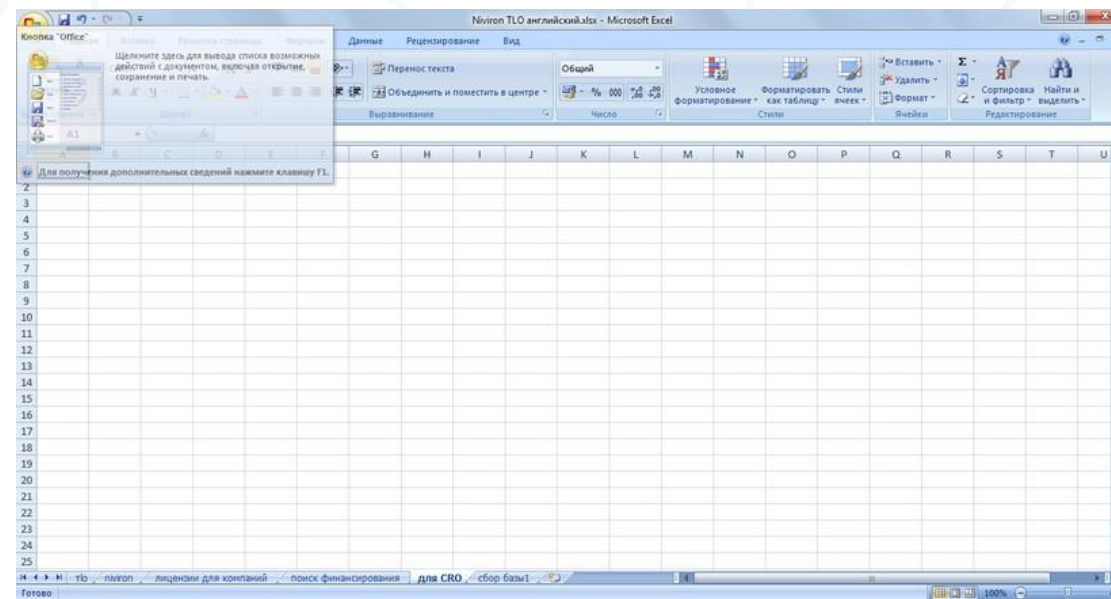 Niviron TLO английский.xlsx - Microsoft Excel
Кнопка "Office"
Щелкните здесь для вывода списка возможных
действий с документом, включая открытие,
сохранение и печать.
Для получения дополнительных сведений нажмите клавишу F1.
Данные Рецензирование Вид
Перенос текста
Объединить и поместить в центре
Выравнивание
Общий
% 000
Число
Условное
форматирование
Форматировать
как таблицу
Стили
ячеек
Стили
Вставить
Удалить
Формат
Ячейки
Σ
Сортировка
и фильтр
Найти и
выделить
Редактирование
A1
G H I J K L M N O P Q R S T U
2
3
4
5
6
7
8
9
10
11
12
13
14
15
16
17
18
19
20
21
22
23
24
25
tlo niviron лицензии для компаний поиск финансирования для CRO сбор базы1
Готово 100%